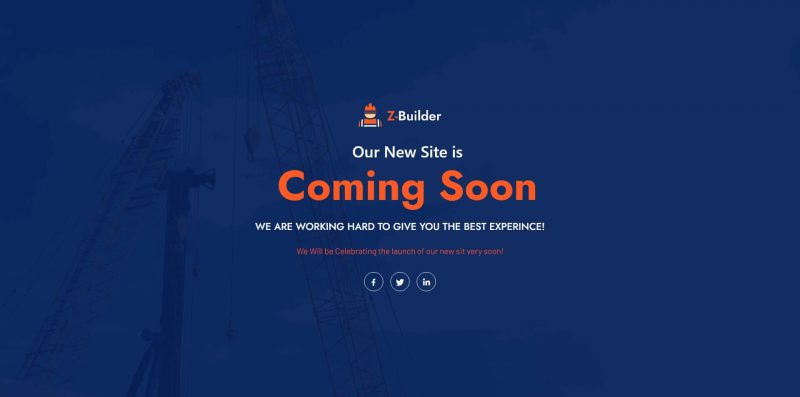 Z-Builder
Our New Site is
Coming Soon
WE ARE WORKING HARD TO GIVE YOU THE BEST EXPERINCE!
We Will be Celebrating the launch of our new sit very soon!